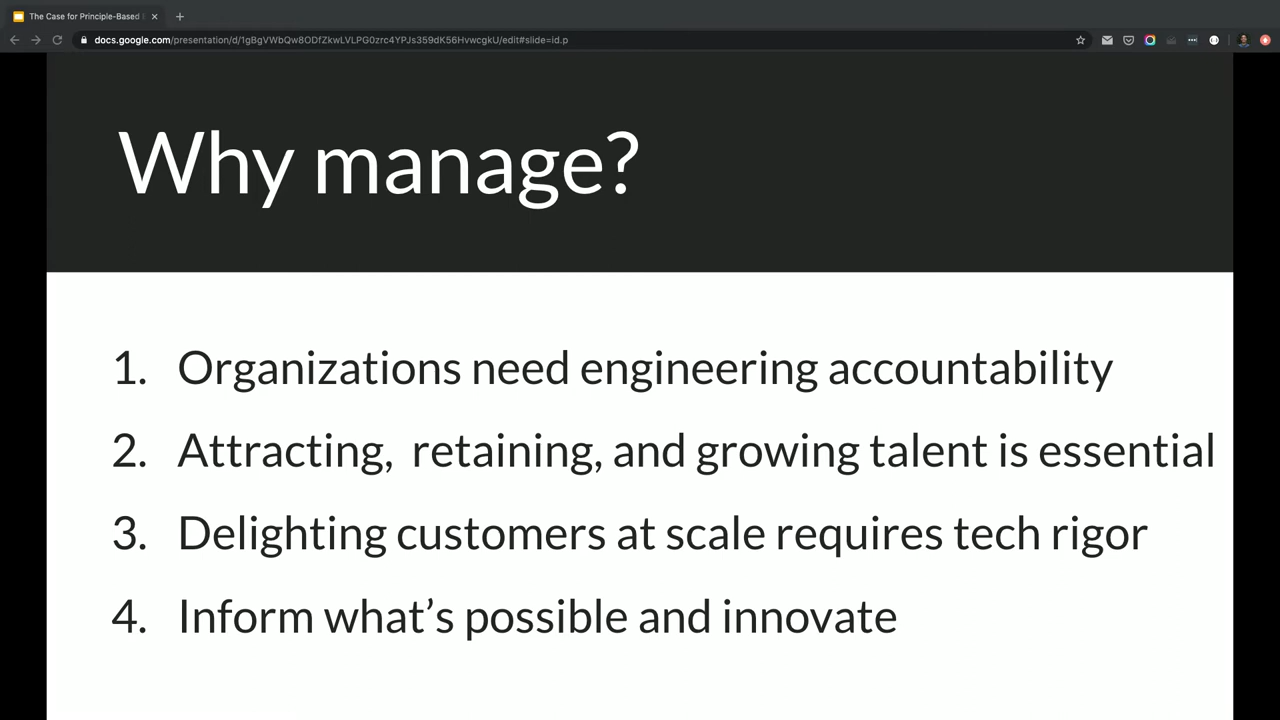 The Case for Principle-Based
docs.google.com/presentation/d/1gBgVWbQw8ODfZkwLVLPG0zrc4YPJs359dK56HvwcgkU/edit#slide=id.p
Why manage?
1. Organizations need engineering accountability
2. Attracting,  retaining, and growing talent is essential
3. Delighting customers at scale requires tech rigor
4. Inform what’s possible and innovate